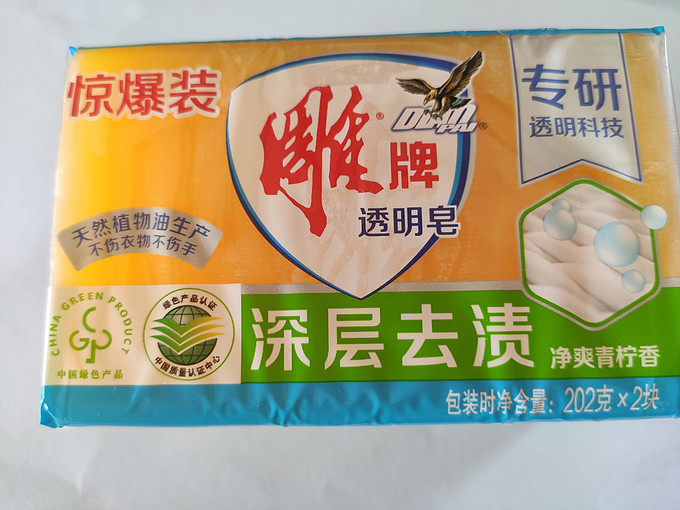 惊爆装
雕®牌
透明皂
专研
透明科技
天然植物油生产
不伤衣物不伤手
CHINA GREEN PRODUCT
CGP
中国绿色产品
绿色产品认证
中国质量认证中心
深层去渍
净爽青柠香
包装时净含量：202克×2块